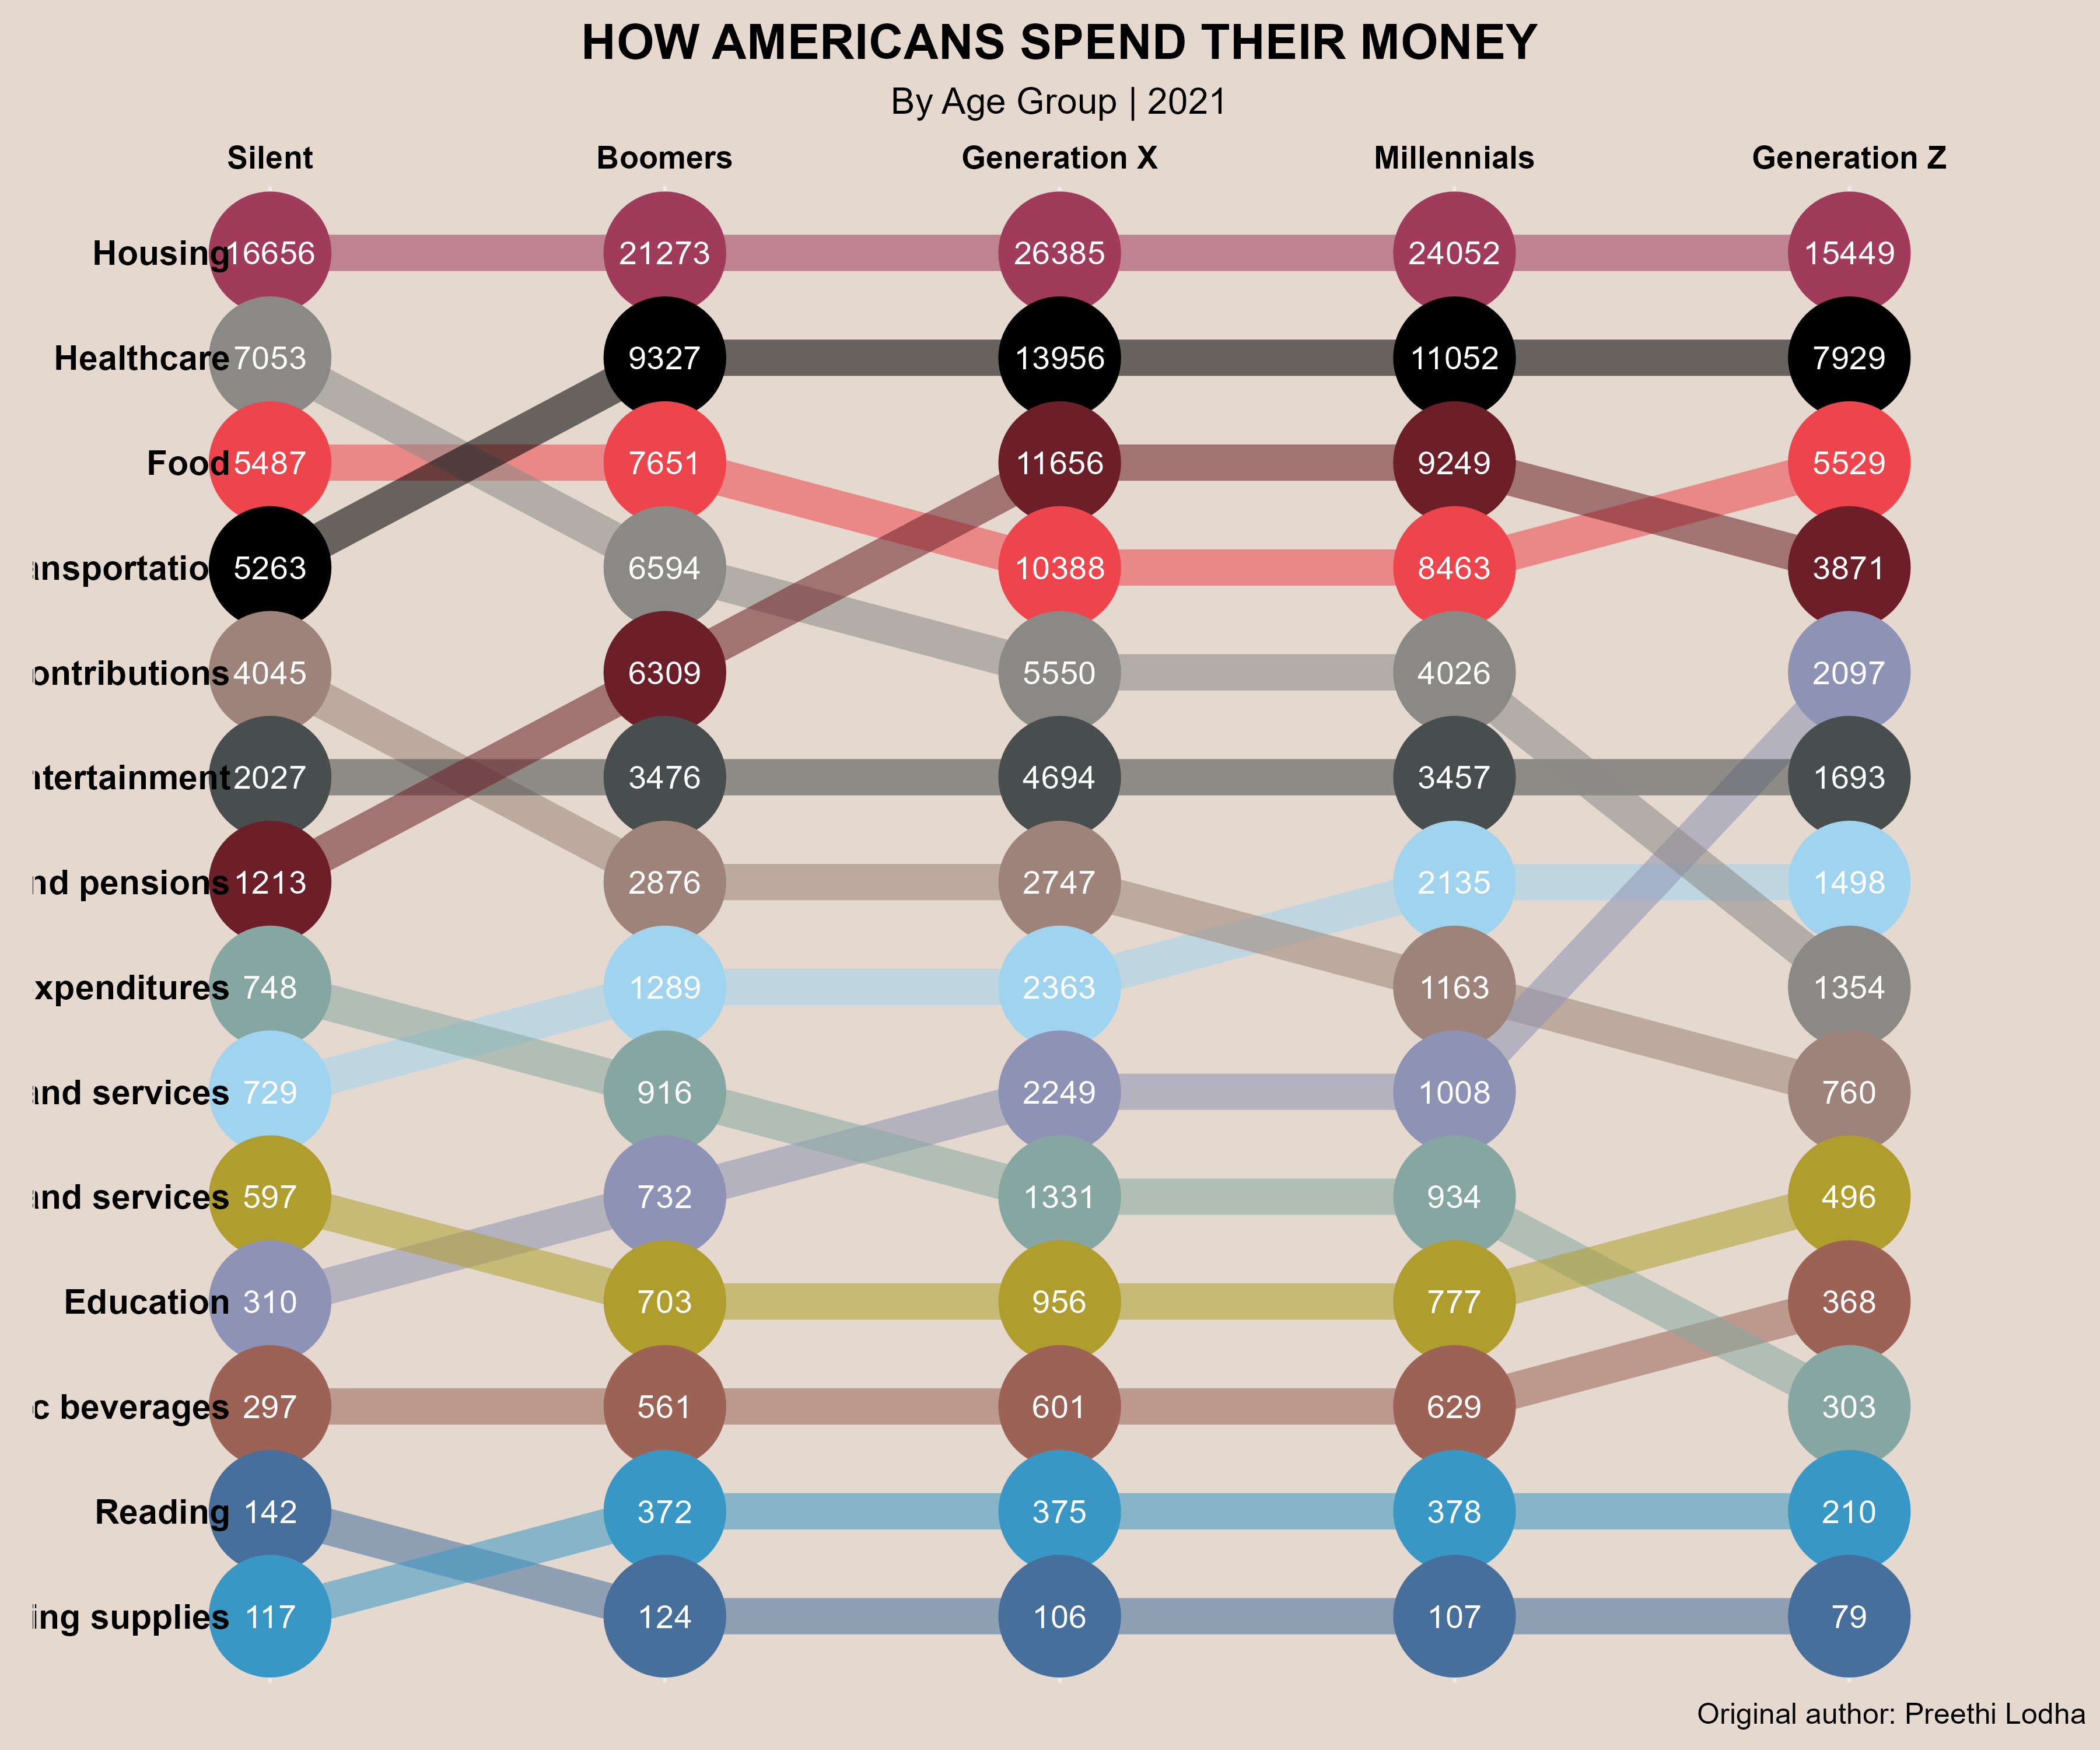 HOW AMERICANS SPEND THEIR MONEY
By Age Group | 2021
Silent Boomers Generation X Millennials Generation Z
Housing 16656 21273 26385 24052 15449
Healthcare 7053 9327 13956 11052 7929
Food 5487 7651 11656 9249 5529
ansportation 5263 6594 10388 8463 3871
ontributions 4045 6309 5550 4026 2097
ntertainment 2027 3476 4694 3457 1693
nd pensions 1213 2876 2747 2135 1498
xpenditures 748 1289 2363 1163 1354
and services 729 916 2249 1008 760
and services 597 732 1331 934 496
Education 310 703 956 777 368
c beverages 297 561 601 629 303
Reading 142 372 375 378 210
ing supplies 117 124 106 107 79
Original author: Preethi Lodha